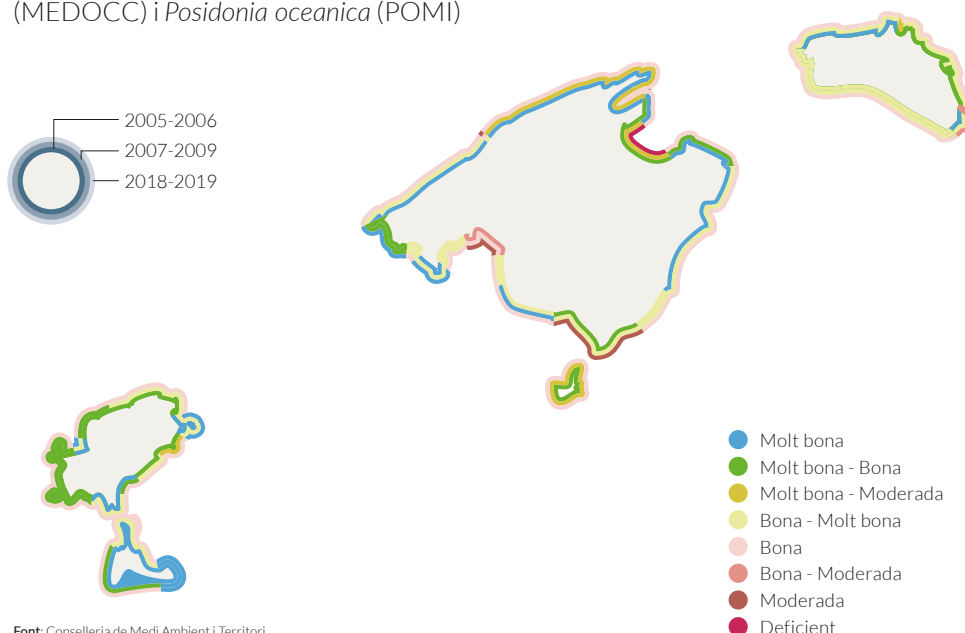 (MEDOCC) i Posidonia oceanica (POMI)
2005-2006
2007-2009
2018-2019
Molt bona
Molt bona - Bona
Molt bona - Moderada
Bona - Molt bona
Bona
Bona - Moderada
Moderada
Deficient
Font: Conselleria de Medi Ambient i Territori